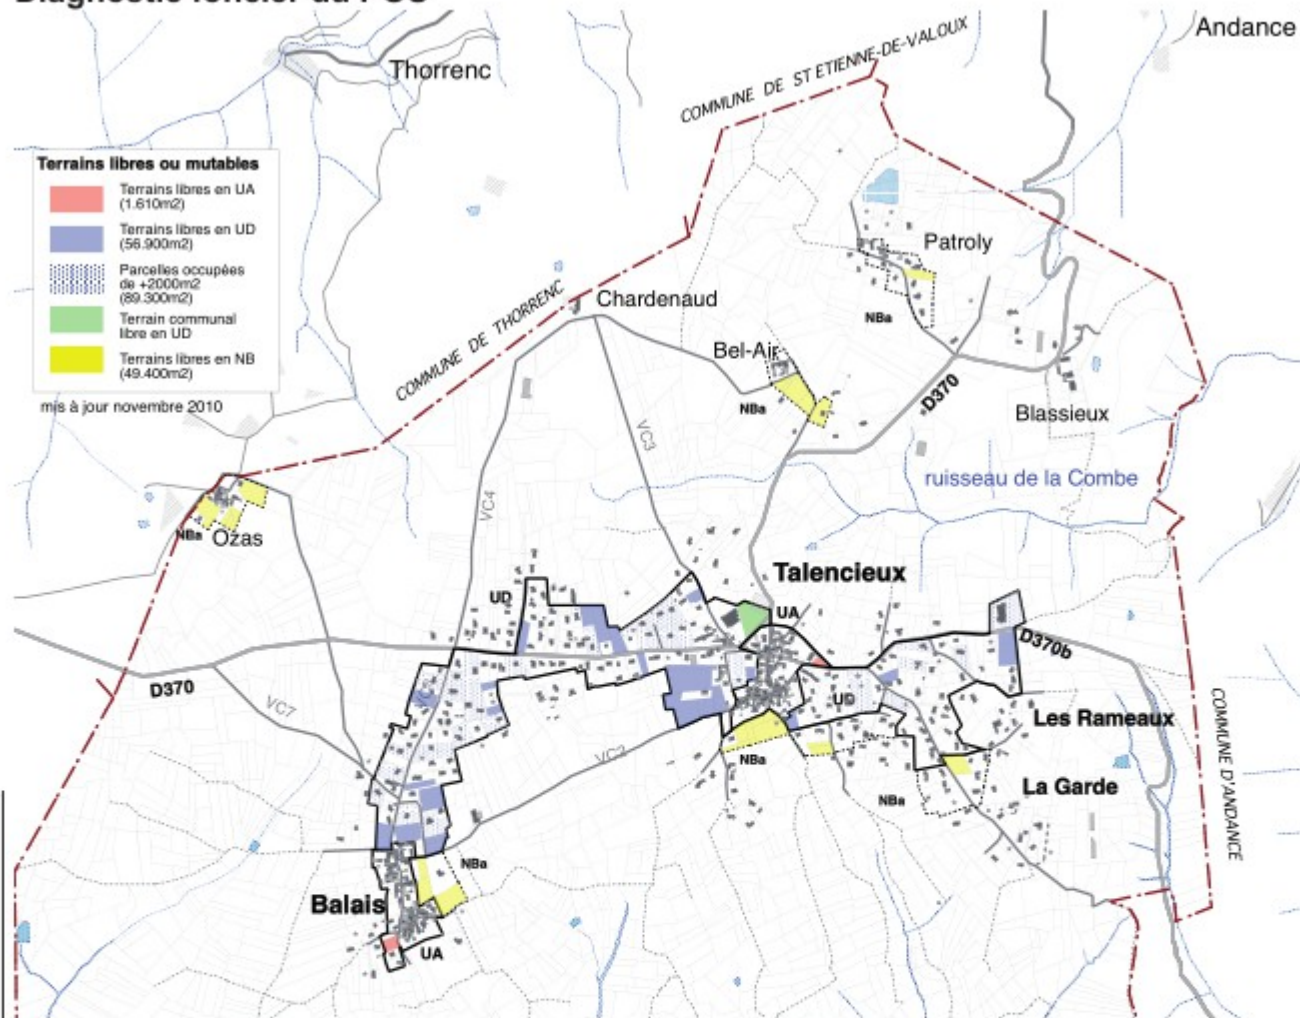 Diagnostic foncier du POS
Andance
COMMUNE DE ST ETIENNE-DE-VALOUX
Thorrenc
Terrains libres ou mutables
Terrains libres en UA
(1.610m2)
Terrains libres en UD
(56.900m2)
Parcelles occupées
de +2000m2
(89.300m2)
Terrain communal
libre en UD
Terrains libres en NB
(49.400m2)
mis à jour novembre 2010
Patroly
NBa
Chardenaud
COMMUNE DE THORRENC
Bel-Air
NBa
D370
Blassieux
VC3
VC4
ruisseau de la Combe
NBa
Ozas
Talencieux
UD
UA
D370b
D370
VC7
UD
Les Rameaux
COMMUNE D'ANDANCE
VC2
NBa
La Garde
NBa
NBa
Balais
UA